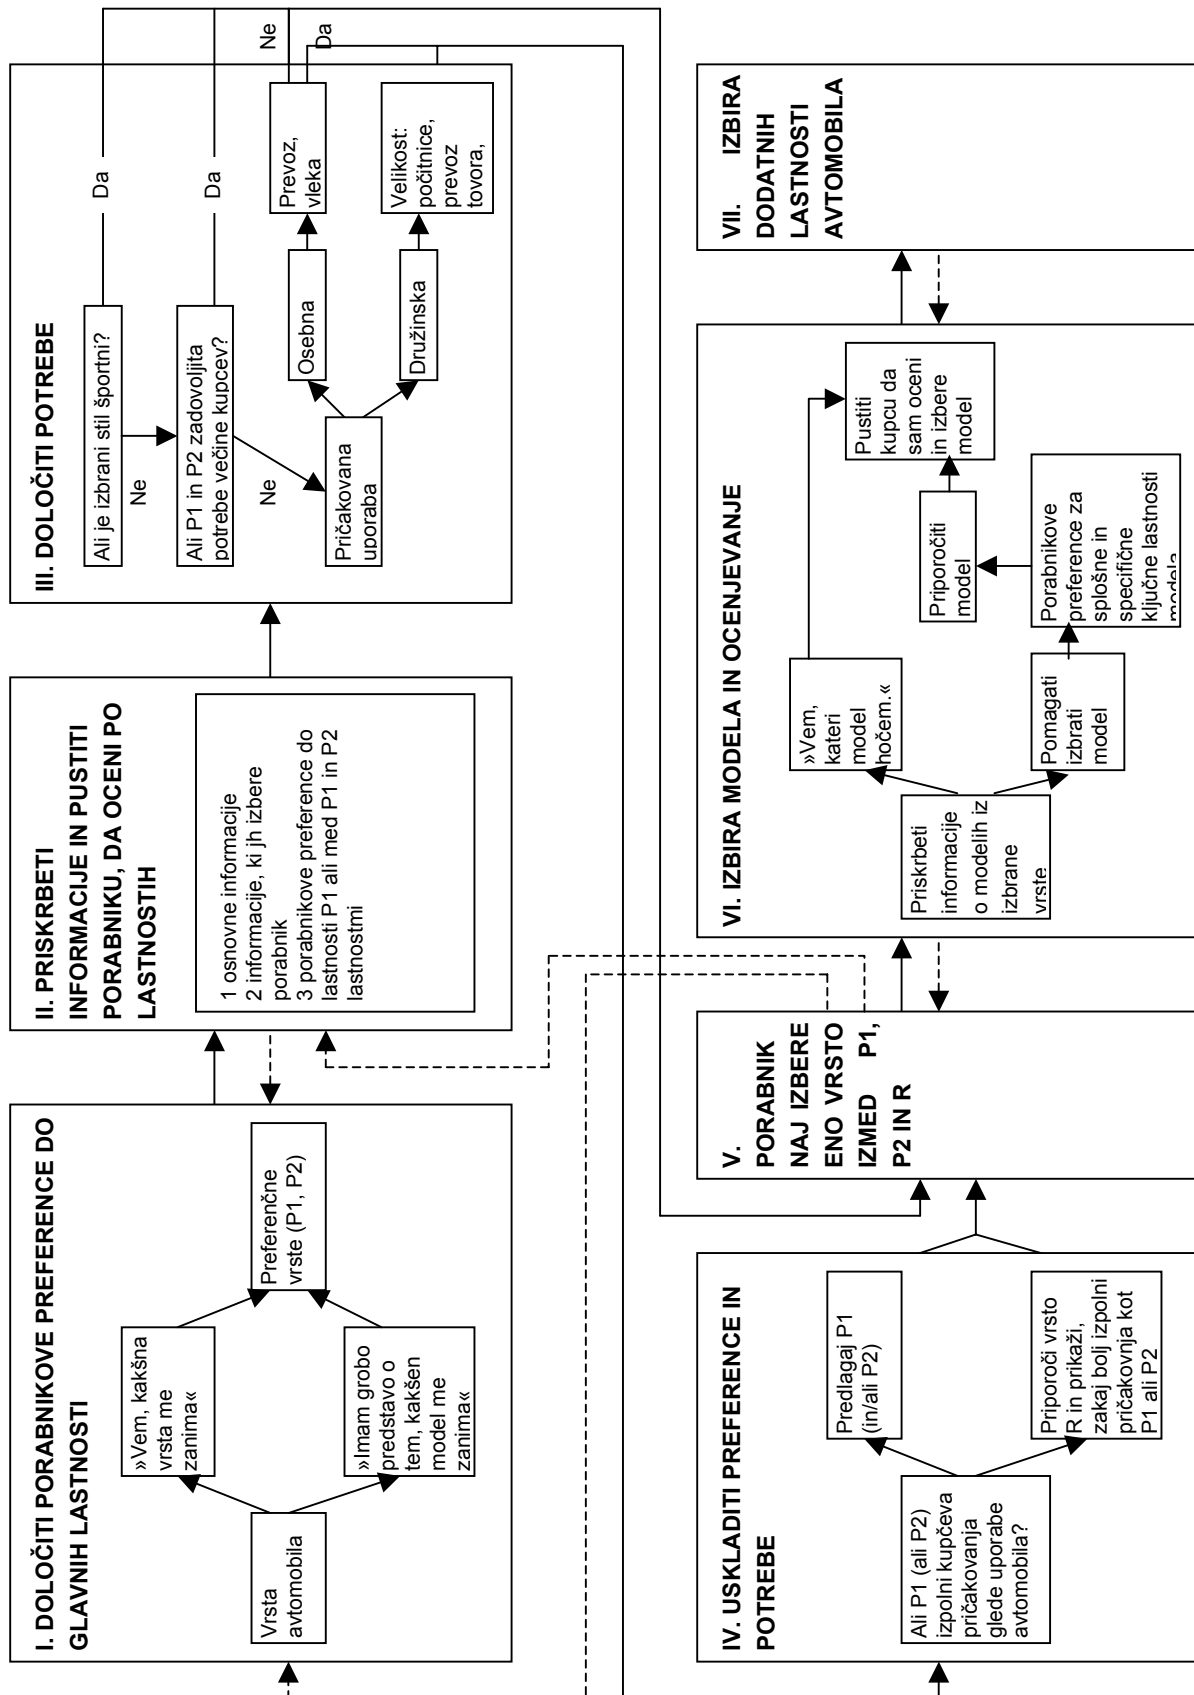 I. DOLOČITI PORABNIKOVE PREFERENCE DO
GLAVNIH LASTNOSTI
Vrsta
avtomobila
»Vem, kakšna
vrsta me
zanima«
»Imam grobo
predstavo o
tem, kakšen
model me
zanima«
Preferenčne
vrste (P1, P2)
II. PRISKRBETI
INFORMACIJE IN PUSTITI
PORABNIKU, DA OCENI PO
LASTNOSTIH
1 osnovne informacije
2 informacije, ki jh izbere
porabnik
3 porabnikove preference do
lastnosti P1 ali med P1 in P2
lastnostmi
III. DOLOČITI POTREBE
Ali je izbrani stil športni?
Da
Ne
Ali P1 in P2 zadovoljita
potrebe večine kupcev?
Da
Ne
Pričakovana
uporaba
Osebna
Družinska
Prevoz,
vleka
Velikost:
počitnice,
prevoz
tovora,
Ne
Da
IV. USKLADITI PREFERENCE IN
POTREBE
Ali P1 (ali P2)
izpolni kupčeva
pričakovanja
glede uporabe
avtomobila?
Predlagaj P1
(in/ali P2)
Priporoči vrsto
R in prikaži,
zakaj bolj izpolni
pričakovnja kot
P1 ali P2
V.
PORABNIK
NAJ IZBERE
ENO VRSTO
IZMED P1,
P2 IN R
VI. IZBIRA MODELA IN OCENJEVANJE
Priskrbeti
informacije
o modelih iz
izbrane
vrste
»Vem,
kateri
model
hočem.«
Pomagati
izbrati
model
Porabnikove
preference za
splošne in
specifične
ključne lastnosti
modela
Priporočiti
model
Pustiti
kupcu da
sam oceni
in izbere
model
VII. IZBIRA
DODATNIH
LASTNOSTI
AVTOMOBILA